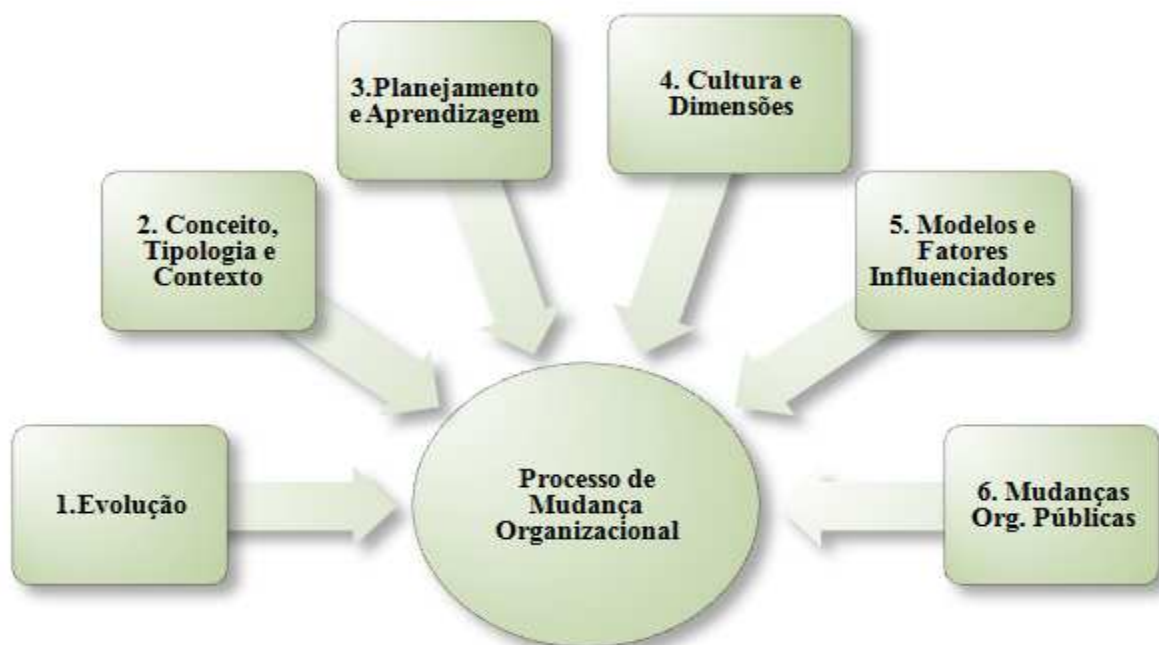 1.Evolução
2. Conceito,
Tipologia e
Contexto
3.Planejamento
e Aprendizagem
4. Cultura e
Dimensões
5. Modelos e
Fatores
Influenciadores
6. Mudanças
Org. Públicas
Processo de
Mudança
Organizacional